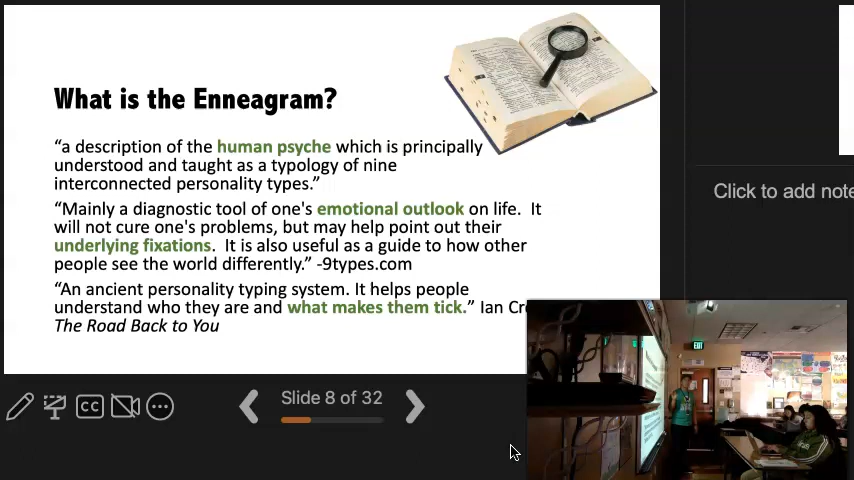 What is the Enneagram?
“a description of the human psyche which is principally
understood and taught as a typology of nine
interconnected personality types.”
“Mainly a diagnostic tool of one's emotional outlook on life. It
will not cure one's problems, but may help point out their
underlying fixations. It is also useful as a guide to how other
people see the world differently.” -9types.com
“An ancient personality typing system. It helps people
understand who they are and what makes them tick.” Ian
The Road Back to You
Click to add note
CC
Slide 8 of 32
EXIT